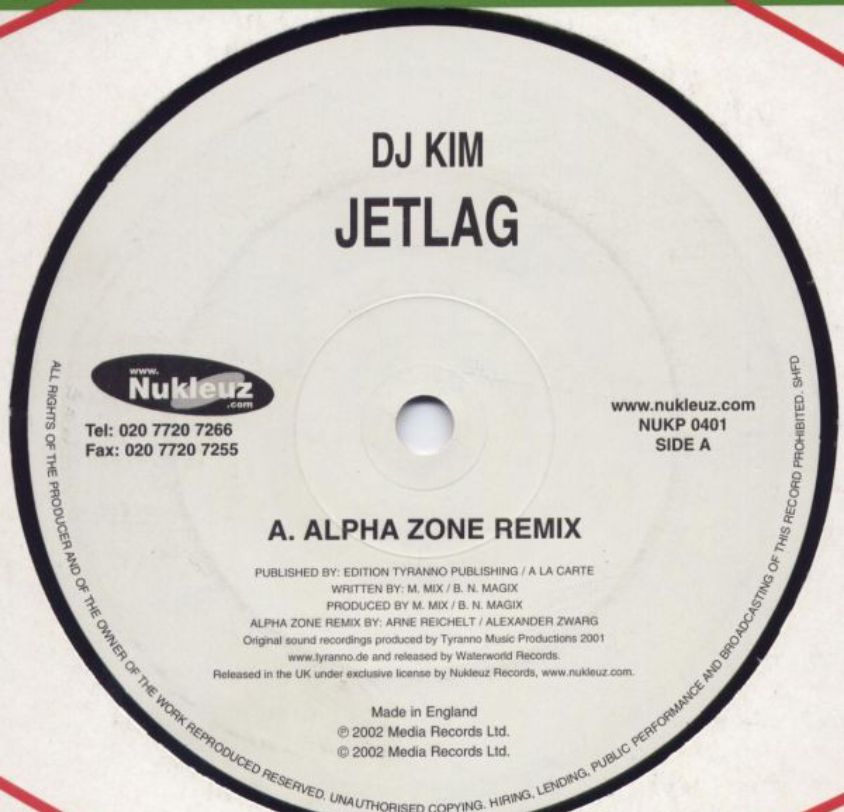 DJ KIM
JETLAG
www.
Nukleuz
.com
Tel: 020 7720 7266
Fax: 020 7720 7255
www.nukleuz.com
NUKP 0401
SIDE A
A. ALPHA ZONE REMIX
PUBLISHED BY: EDITION TYRANNO PUBLISHING / A LA CARTE
WRITTEN BY: M. MIX / B. N. MAGIX
PRODUCED BY M. MIX / B. N. MAGIX
ALPHA ZONE REMIX BY: ARNE REICHELT / ALEXANDER ZWARG
Original sound recordings produced by Tyranno Music Productions 2001
www.tyranno.de and released by Waterworld Records.
Released in the UK under exclusive license by Nukleuz Records, www.nukleuz.com.
Made in England
℗ 2002 Media Records Ltd.
© 2002 Media Records Ltd.
ALL RIGHTS OF THE PRODUCER AND OF THE OWNER OF THE WORK REPRODUCED RESERVED. UNAUTHORISED COPYING. HIRING, LENDING, PUBLIC PERFORMANCE AND BROADCASTING OF THIS RECORD PROHIBITED. SHFD